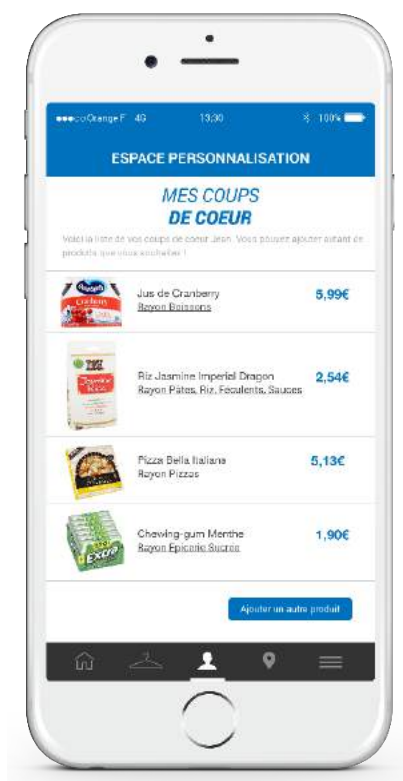 Orange F 4G 13:30 100%
ESPACE PERSONNALISATION
MES COUPS
DE COEUR
Voici la liste de vos coups de coeur Jean. Vous pouvez ajouter autant de
produits que vous souhaitez !
Jus de Cranberry 5,99€
Rayon Boissons
Riz Jasmine Imperiel Dragon 2,54€
Rayon Pâtes, Riz, Féculents, Sauces
Pizza Bella Italiana 5,13€
Rayon Pizzas
Chewing-gum Menthe 1,90€
Rayon Epicerie Sucrée
Extra
Ajouter un autre produit